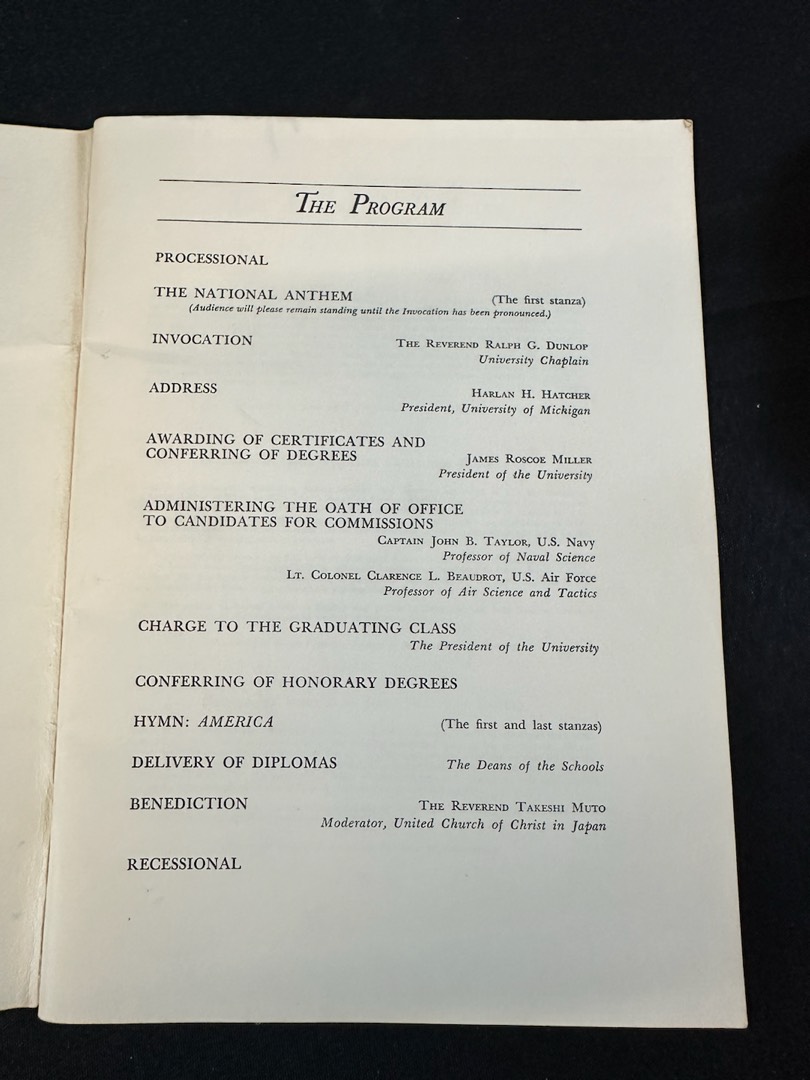 THE PROGRAM
PROCESSIONAL
THE NATIONAL ANTHEM (The first stanza)
(Audience will please remain standing until the Invocation has been pronounced.)
INVOCATION THE REVEREND RALPH G. DUNLOP
University Chaplain
ADDRESS HARLAN H. HATCHER
President, University of Michigan
AWARDING OF CERTIFICATES AND
CONFERRING OF DEGREES JAMES ROSCOE MILLER
President of the University
ADMINISTERING THE OATH OF OFFICE
TO CANDIDATES FOR COMMISSIONS
CAPTAIN JOHN B. TAYLOR, U.S. Navy
Professor of Naval Science
LT. COLONEL CLARENCE L. BEAUDROT, U.S. Air Force
Professor of Air Science and Tactics
CHARGE TO THE GRADUATING CLASS
The President of the University
CONFERRING OF HONORARY DEGREES
HYMN: AMERICA (The first and last stanzas)
DELIVERY OF DIPLOMAS The Deans of the Schools
BENEDICTION THE REVEREND TAKESHI MUTO
Moderator, United Church of Christ in Japan
RECESSIONAL